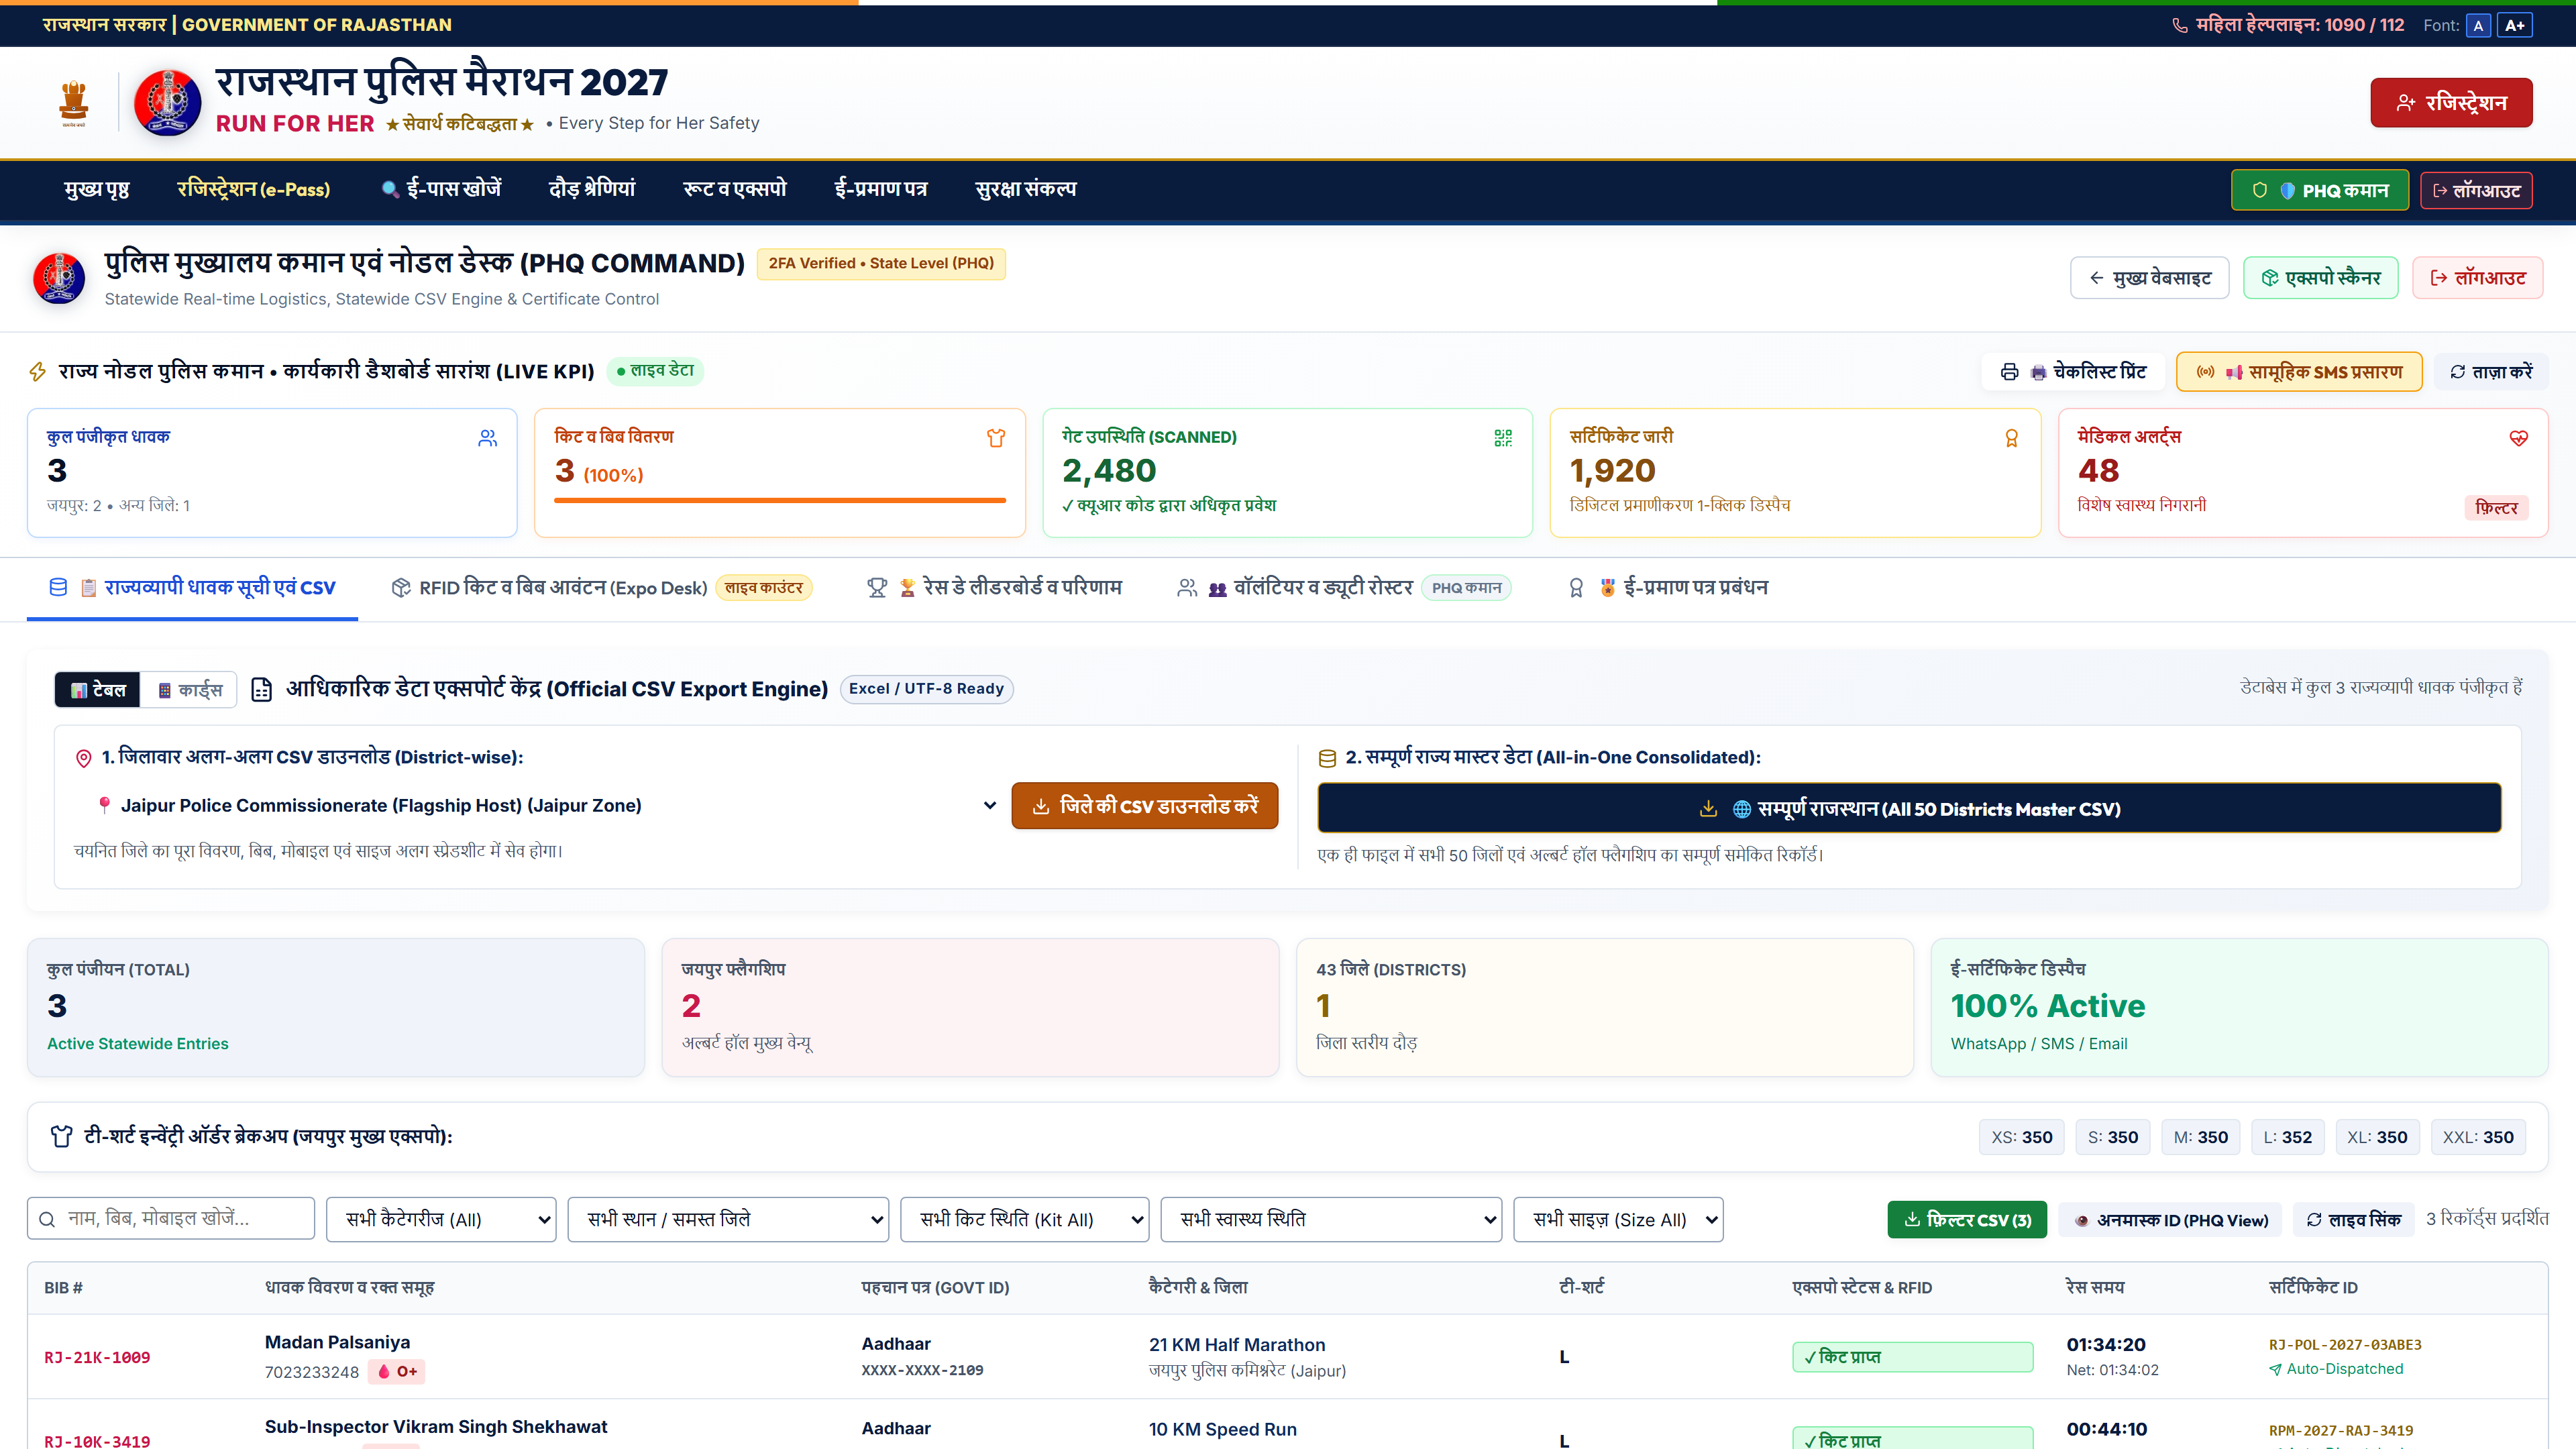 राजस्थान सरकार | GOVERNMENT OF RAJASTHAN
महिला हेल्पलाइन: 1090 / 112 Font: A A+
राजस्थान पुलिस मैराथन 2027
RUN FOR HER ★ सेवार्थ कटिबद्धता ★ • Every Step for Her Safety
रजिस्ट्रेशन
मुख्य पृष्ठ रजिस्ट्रेशन (e-Pass) ई-पास खोजें दौड़ श्रेणियां रूट व एक्सपो ई-प्रमाण पत्र सुरक्षा संकल्प PHQ कमान लॉगआउट
पुलिस मुख्यालय कमान एवं नोडल डेस्क (PHQ COMMAND) 2FA Verified • State Level (PHQ)
Statewide Real-time Logistics, Statewide CSV Engine & Certificate Control
← मुख्य वेबसाइट एक्सपो स्कैनर लॉगआउट
राज्य नोडल पुलिस कमान • कार्यकारी डैशबोर्ड सारांश (LIVE KPI) ● लाइव डेटा चेकलिस्ट प्रिंट सामूहिक SMS प्रसारण ताज़ा करें
कुल पंजीकृत धावक
3
जयपुर: 2 • अन्य जिले: 1
किट व बिब वितरण
3 (100%)
गेट उपस्थिति (SCANNED)
2,480
✓ क्यूआर कोड द्वारा अधिकृत प्रवेश
सर्टिफिकेट जारी
1,920
डिजिटल प्रमाणीकरण 1-क्लिक डिस्पैच
मेडिकल अलर्ट्स
48
विशेष स्वास्थ्य निगरानी फ़िल्टर
राज्यव्यापी धावक सूची एवं CSV RFID किट व बिब आवंटन (Expo Desk) लाइव काउंटर रेस डे लीडरबोर्ड व परिणाम वॉलंटियर व ड्यूटी रोस्टर PHQ कमान ई-प्रमाण पत्र प्रबंधन
टेबल कार्ड्स आधिकारिक डेटा एक्सपोर्ट केंद्र (Official CSV Export Engine) Excel / UTF-8 Ready डेटाबेस में कुल 3 राज्यव्यापी धावक पंजीकृत हैं
1. जिलावार अलग-अलग CSV डाउनलोड (District-wise):
Jaipur Police Commissionerate (Flagship Host) (Jaipur Zone) जिले की CSV डाउनलोड करें
चयनित जिले का पूरा विवरण, बिब, मोबाइल एवं साइज अलग स्प्रेडशीट में सेव होगा।
2. सम्पूर्ण राज्य मास्टर डेटा (All-in-One Consolidated):
सम्पूर्ण राजस्थान (All 50 Districts Master CSV)
एक ही फाइल में सभी 50 जिलों एवं अल्बर्ट हॉल फ्लैगशिप का सम्पूर्ण समेकित रिकॉर्ड।
कुल पंजीयन (TOTAL)
3
Active Statewide Entries
जयपुर फ्लैगशिप
2
अल्बर्ट हॉल मुख्य वेन्यू
43 जिले (DISTRICTS)
1
जिला स्तरीय दौड़
ई-सर्टिफिकेट डिस्पैच
100% Active
WhatsApp / SMS / Email
टी-शर्ट इन्वेंट्री ऑर्डर ब्रेकअप (जयपुर मुख्य एक्सपो): XS: 350 S: 350 M: 350 L: 352 XL: 350 XXL: 350
नाम, बिब, मोबाइल खोजें... सभी कैटेगरीज (All) सभी स्थान / समस्त जिले सभी किट स्थिति (Kit All) सभी स्वास्थ्य स्थिति सभी साइज़ (Size All) फ़िल्टर CSV (3) अनमास्क ID (PHQ View) लाइव सिंक 3 रिकॉर्ड्स प्रदर्शित
BIB # धावक विवरण व रक्त समूह पहचान पत्र (GOVT ID) कैटेगरी & जिला टी-शर्ट एक्सपो स्टेटस & RFID रेस समय सर्टिफिकेट ID
RJ-21K-1009 Madan Palsaniya Aadhaar 21 KM Half Marathon L ✓ किट प्राप्त 01:34:20 RJ-POL-2027-03ABE3
7023233248 O+ XXXX-XXXX-2109 जयपुर पुलिस कमिश्नरेट (Jaipur) Net: 01:34:02 Auto-Dispatched
RJ-10K-3419 Sub-Inspector Vikram Singh Shekhawat Aadhaar 10 KM Speed Run L ✓ किट प्राप्त 00:44:10 RPM-2027-RAJ-3419